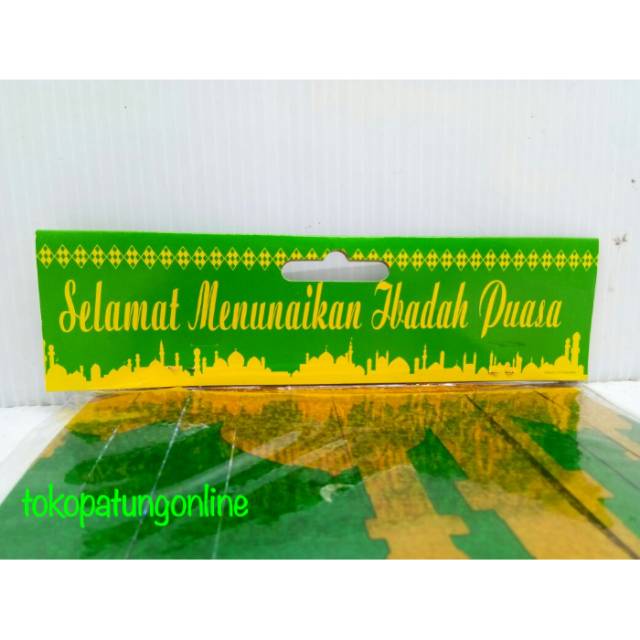 Selamat Menunaikan Ibadah Puasa
tokopatungonline